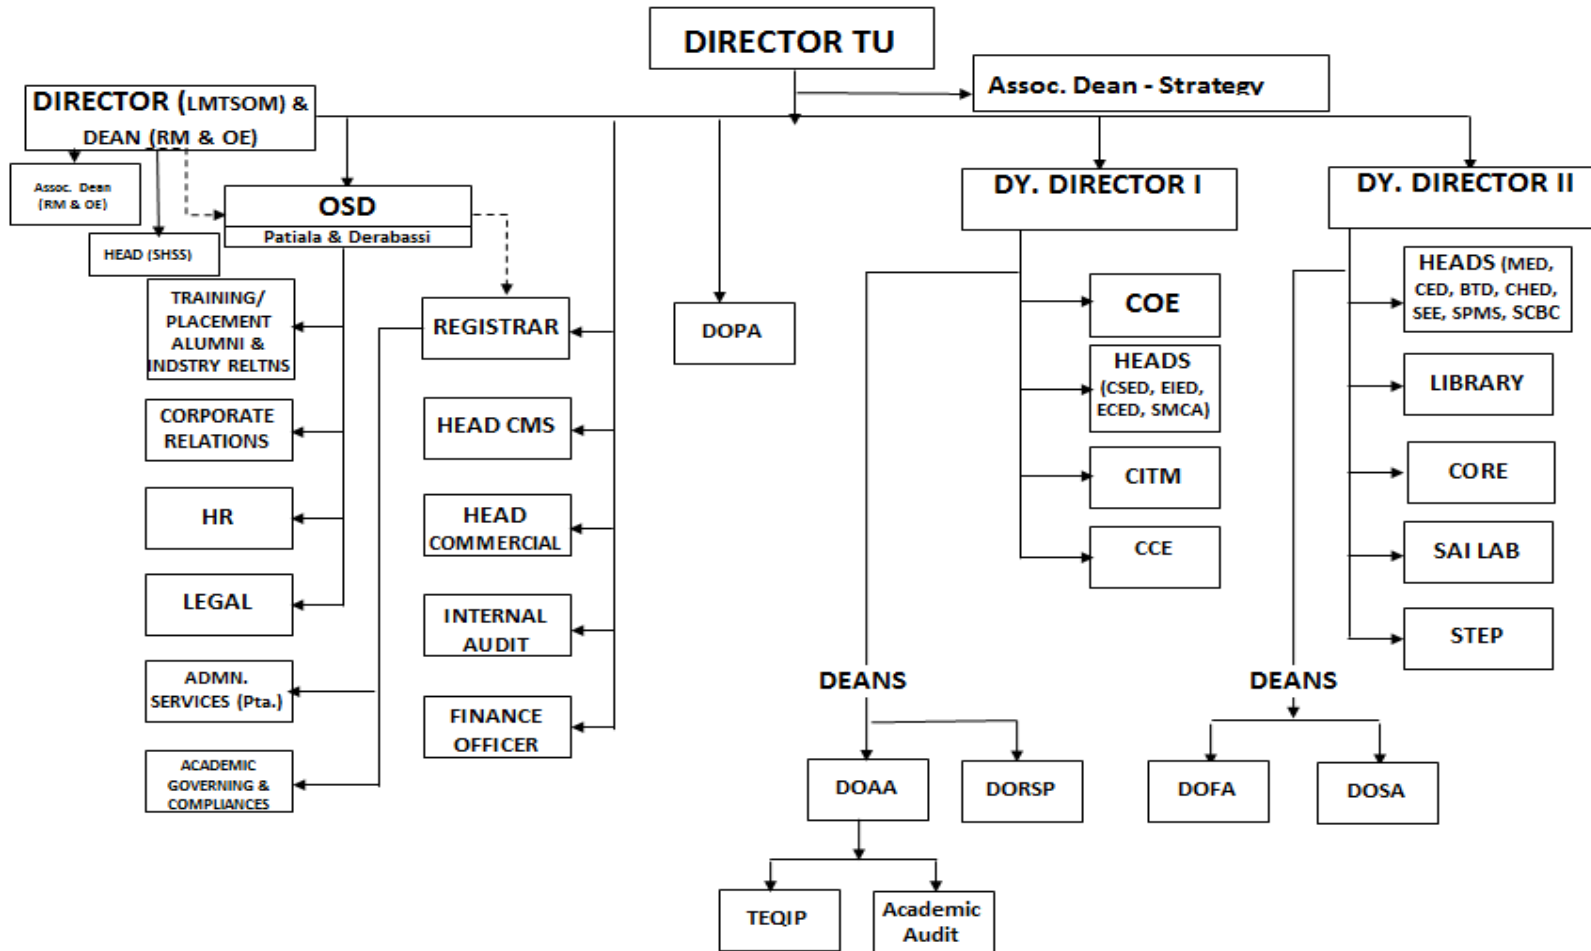 DIRECTOR TU
Assoc. Dean - Strategy
DIRECTOR (LMTSOM) &
DEAN (RM & OE)
Assoc. Dean
(RM & OE)
HEAD (SHSS)
OSD
Patiala & Derabassi
TRAINING/
PLACEMENT
ALUMNI &
INDSTRY RELTNS
CORPORATE
RELATIONS
HR
LEGAL
ADMN.
SERVICES (Pta.)
ACADEMIC
GOVERNING &
COMPLIANCES
REGISTRAR
HEAD CMS
HEAD
COMMERCIAL
INTERNAL
AUDIT
FINANCE
OFFICER
DOPA
DY. DIRECTOR I
COE
HEADS
(CSED, EIED,
ECED, SMCA)
CITM
CCE
DEANS
DOAA
DORSP
TEQIP
Academic
Audit
DY. DIRECTOR II
HEADS (MED,
CED, BTD, CHED,
SEE, SPMS, SCBC
LIBRARY
CORE
SAI LAB
STEP
DEANS
DOFA
DOSA